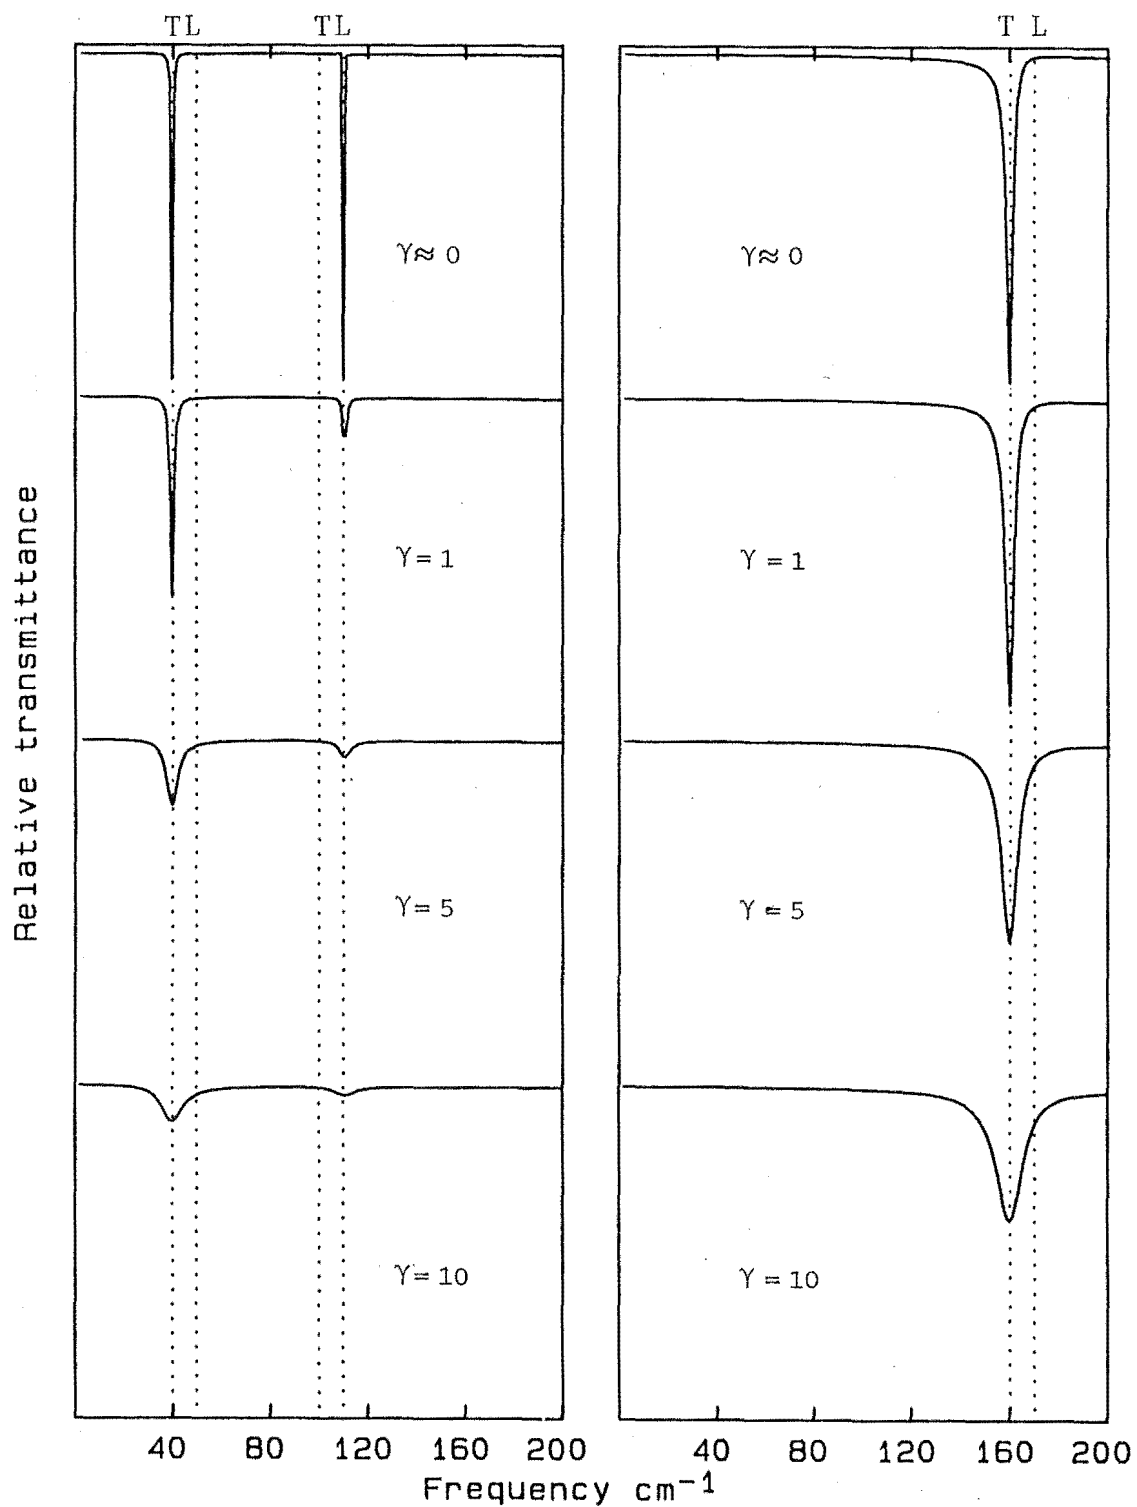 TL TL T L
γ≈ 0 γ≈ 0
γ= 1 γ = 1
γ= 5 γ = 5
γ= 10 γ = 10
Relative transmittance
40 80 120 160 200 40 80 120 160 200
Frequency cm⁻¹